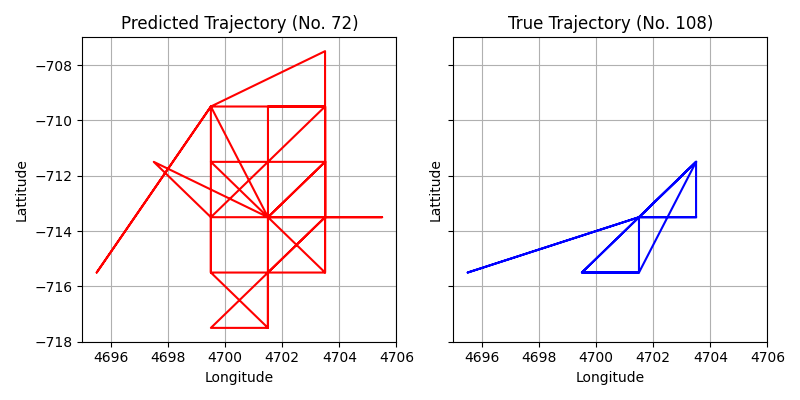 Predicted Trajectory (No. 72)
True Trajectory (No. 108)
Lattitude
−708
−710
−712
−714
−716
−718
4696 4698 4700 4702 4704 4706
Longitude
Lattitude
4696 4698 4700 4702 4704 4706
Longitude